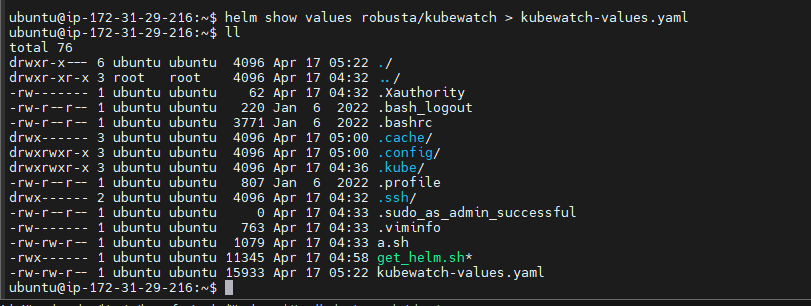 ubuntu@ip-172-31-29-216:~$ helm show values robusta/kubewatch > kubewatch-values.yaml
ubuntu@ip-172-31-29-216:~$ ll
total 76
drwxr-x--- 6 ubuntu ubuntu  4096 Apr 17 05:22 ./
drwxr-xr-x 3 root   root    4096 Apr 17 04:32 ../
-rw------- 1 ubuntu ubuntu    62 Apr 17 04:32 .Xauthority
-rw-r--r-- 1 ubuntu ubuntu   220 Jan  6  2022 .bash_logout
-rw-r--r-- 1 ubuntu ubuntu  3771 Jan  6  2022 .bashrc
drwx------ 3 ubuntu ubuntu  4096 Apr 17 05:00 .cache/
drwxrwxr-x 3 ubuntu ubuntu  4096 Apr 17 05:00 .config/
drwxrwxr-x 3 ubuntu ubuntu  4096 Apr 17 04:36 .kube/
-rw-r--r-- 1 ubuntu ubuntu   807 Jan  6  2022 .profile
drwx------ 2 ubuntu ubuntu  4096 Apr 17 04:32 .ssh/
-rw-r--r-- 1 ubuntu ubuntu     0 Apr 17 04:33 .sudo_as_admin_successful
-rw------- 1 ubuntu ubuntu   763 Apr 17 04:33 .viminfo
-rw-rw-r-- 1 ubuntu ubuntu  1079 Apr 17 04:33 a.sh
-rwx------ 1 ubuntu ubuntu 11345 Apr 17 04:58 get_helm.sh*
-rw-rw-r-- 1 ubuntu ubuntu 15933 Apr 17 05:22 kubewatch-values.yaml
ubuntu@ip-172-31-29-216:~$